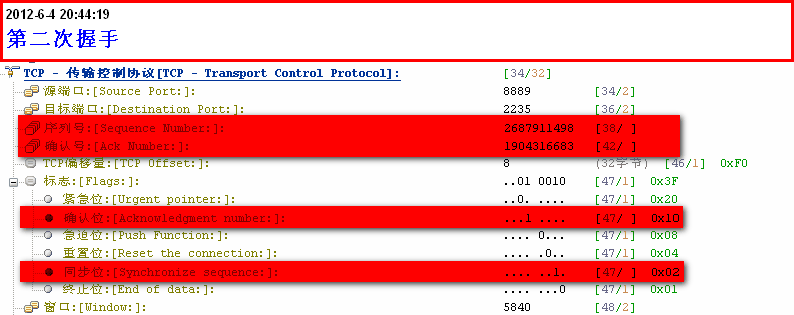 2012-6-4 20:44:19
第二次握手
TCP - 传输控制协议[TCP - Transport Control Protocol]: [34/32]
源端口:[Source Port:]: 8889 [34/2]
目标端口:[Destination Port:]: 2235 [36/2]
序列号:[Sequence Number:]: 2687911498 [38/ ]
确认号:[Ack Number:]: 1904316683 [42/ ]
TCP偏移量:[TCP Offset:]: 8 (32字节) [46/1] 0xF0
标志:[Flags:]: ..01 0010 [47/1] 0x3F
紧急位:[Urgent pointer:]: ..0. .... [47/1] 0x20
确认位:[Acknowledgment number:]: ...1 .... [47/ ] 0x10
急迫位:[Push Function:]: .... 0... [47/1] 0x08
重置位:[Reset the connection:]: .... .0.. [47/1] 0x04
同步位:[Synchronize sequence:]: .... ..1. [47/ ] 0x02
终止位:[End of data:]: .... ...0 [47/1] 0x01
窗口:[Window:]: 5840 [48/2]